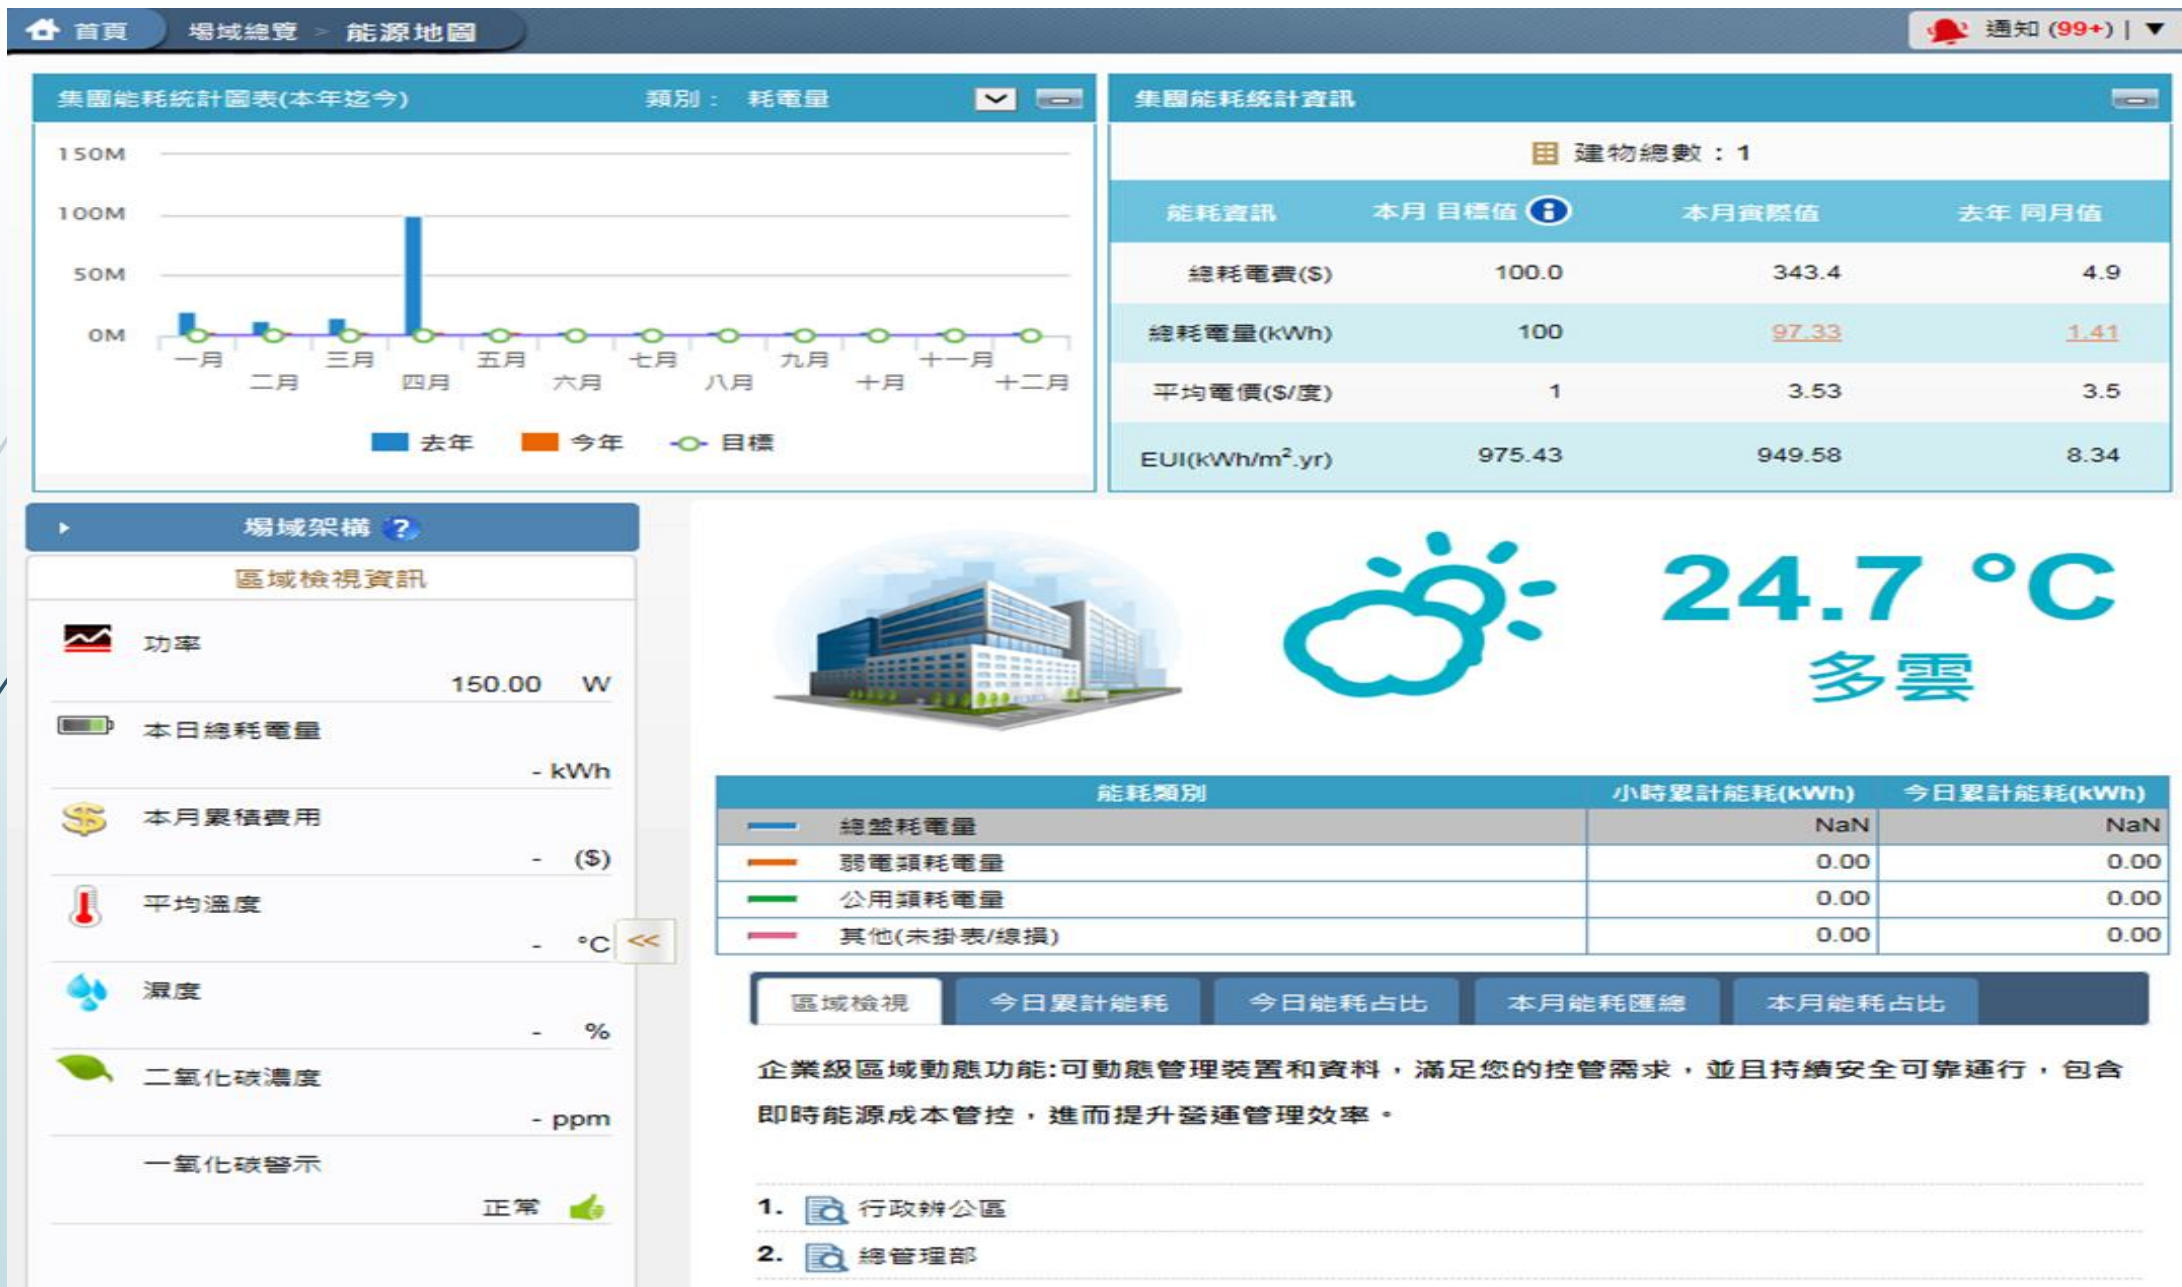 首頁 場域總覽 > 能源地圖 通知 (99+) | ▼
集團能耗統計圖表(本年迄今) 類別： 耗電量
150M
100M
50M
0M
一月 二月 三月 四月 五月 六月 七月 八月 九月 十月 十一月 十二月
去年 今年 目標
集團能耗統計資訊
建物總數：1
能耗資訊 本月 目標值 本月實際值 去年 同月值
總耗電費($) 100.0 343.4 4.9
總耗電量(kWh) 100 97.33 1.41
平均電價($/度) 1 3.53 3.5
EUI(kWh/m².yr) 975.43 949.58 8.34
場域架構 ?
區域檢視資訊
功率
150.00 W
本日總耗電量
- kWh
本月累積費用
- ($)
平均溫度
- °C
<<
濕度
- %
二氧化碳濃度
- ppm
一氧化碳警示
正常
24.7 °C
多雲
能耗類別 小時累計能耗(kWh) 今日累計能耗(kWh)
總盤耗電量 NaN NaN
弱電類耗電量 0.00 0.00
公用類耗電量 0.00 0.00
其他(未掛表/線損) 0.00 0.00
區域檢視 今日累計能耗 今日能耗占比 本月能耗匯總 本月能耗占比
企業級區域動態功能:可動態管理裝置和資料，滿足您的控管需求，並且持續安全可靠運行，包含
即時能源成本管控，進而提升營運管理效率。
1. 行政辦公區
2. 總管理部